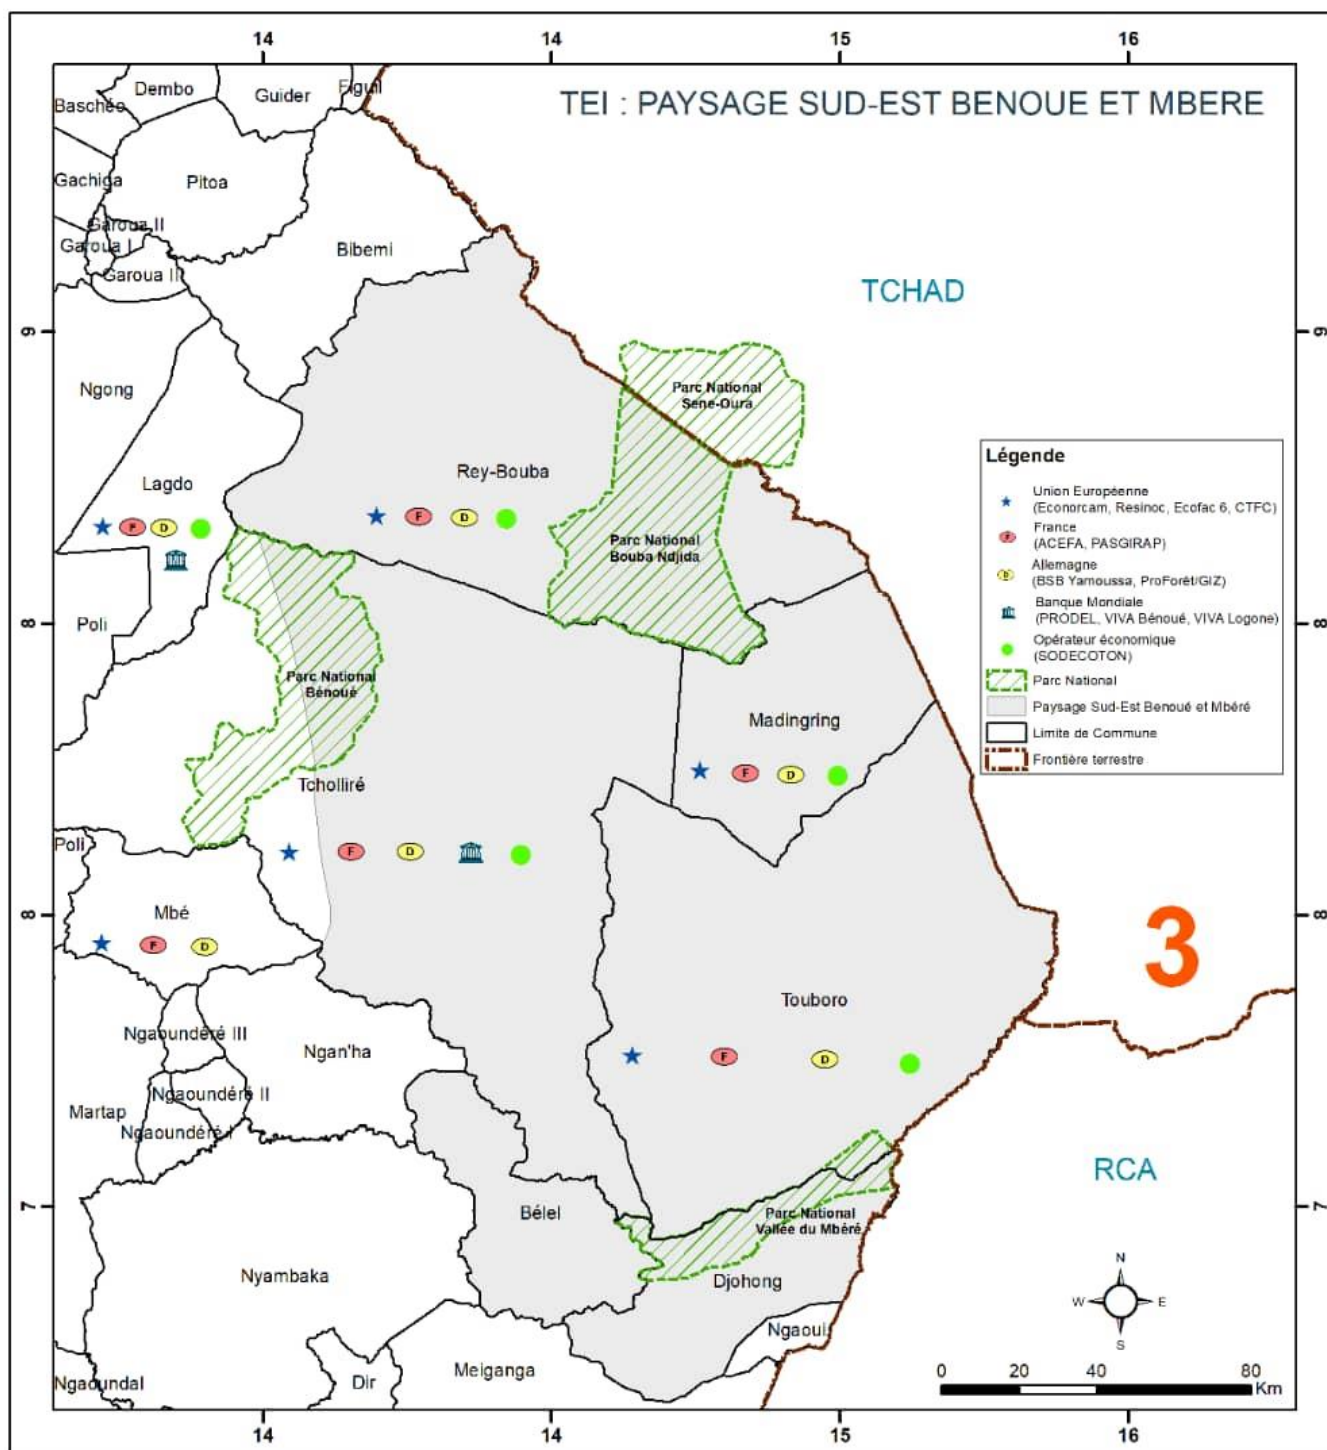 14 14 15 16
TEI : PAYSAGE SUD-EST BENOUE ET MBERE
Dembo
Guider
Figuil
Baschéo
Gachiga
Pitoa
Garoua II
Garoua I
Garoua III
Bibemi
TCHAD
9 9
Ngong
Parc National
Sene-Oura
Lagdo
F D
Rey-Bouba
F D
Parc National
Bouba Ndjida
Légende
Union Européenne
(Econorcam, Resinoc, Ecofac 6, CTFC)
F
France
(ACEFA, PASGIRAP)
D
Allemagne
(BSB Yamoussa, ProForêt/GIZ)
Banque Mondiale
(PRODEL, VIVA Bénoué, VIVA Logone)
Opérateur économique
(SODECOTON)
Parc National
Paysage Sud-Est Benoué et Mbéré
Limite de Commune
Frontière terrestre
8 8
Poli
Parc National
Bénoué
Madingring
F D
Tcholliré
F D
Poli
Mbé
F D
8 8
3
Touboro
F D
Ngaoundéré III
Ngan'ha
Ngaoundéré II
Martap
Ngaoundéré I
RCA
7 7
Bélel
Parc National
Vallée du Mbéré
Djohong
Nyambaka
Ngaoui
Meiganga
Dir
Ngaoundal
N
W E
S
0 20 40 80
Km
14 14 15 16